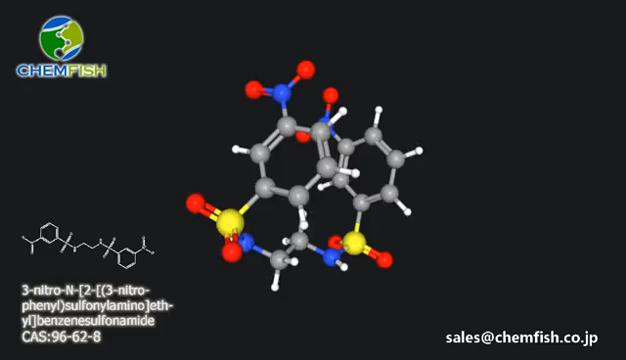 CHEMFISH
3-nitro-N-[2-[(3-nitro-
phenyl)sulfonylamino]eth-
yl]benzenesulfonamide
CAS:96-62-8
sales@chemfish.co.jp